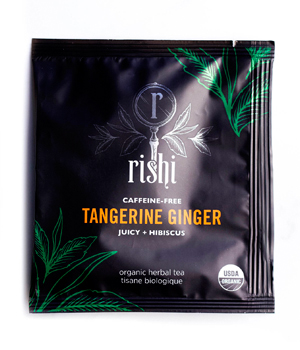 r
rishi
CAFFEINE-FREE
TANGERINE GINGER
JUICY + HIBISCUS
organic herbal tea
tisane biologique
USDA
ORGANIC